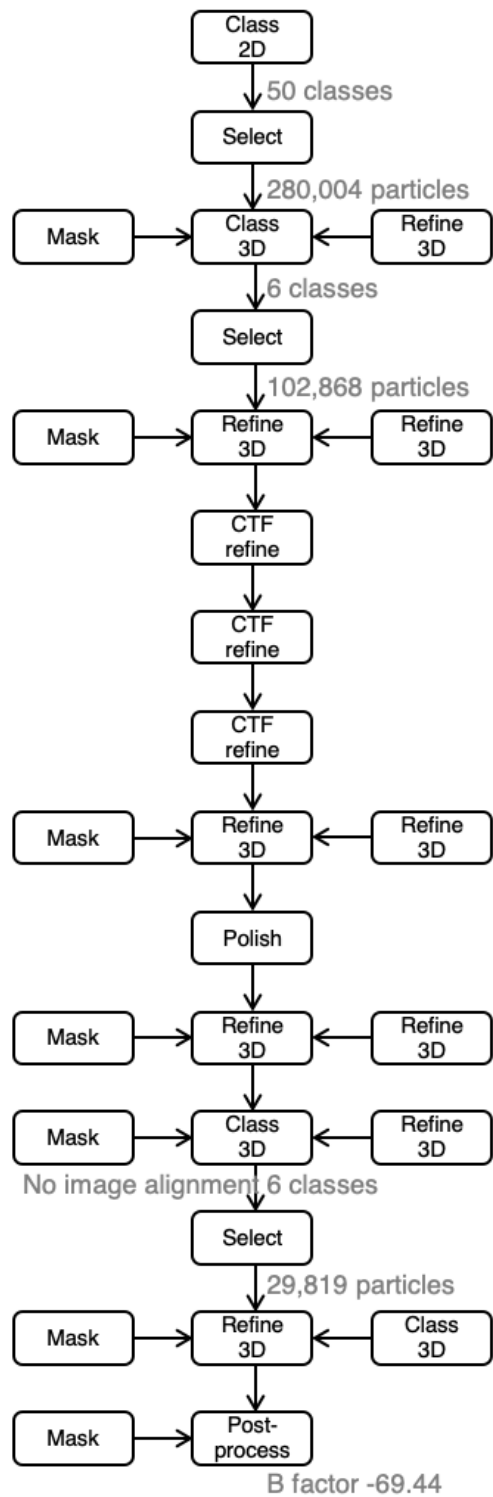 Class
2D
50 classes
Select
280,004 particles
Mask
Class
3D
Refine
3D
6 classes
Select
102,868 particles
Mask
Refine
3D
Refine
3D
CTF
refine
CTF
refine
CTF
refine
Mask
Refine
3D
Refine
3D
Polish
Mask
Refine
3D
Refine
3D
Mask
Class
3D
Refine
3D
No image alignment 6 classes
Select
29,819 particles
Mask
Refine
3D
Class
3D
Mask
Post-
process
B factor -69.44